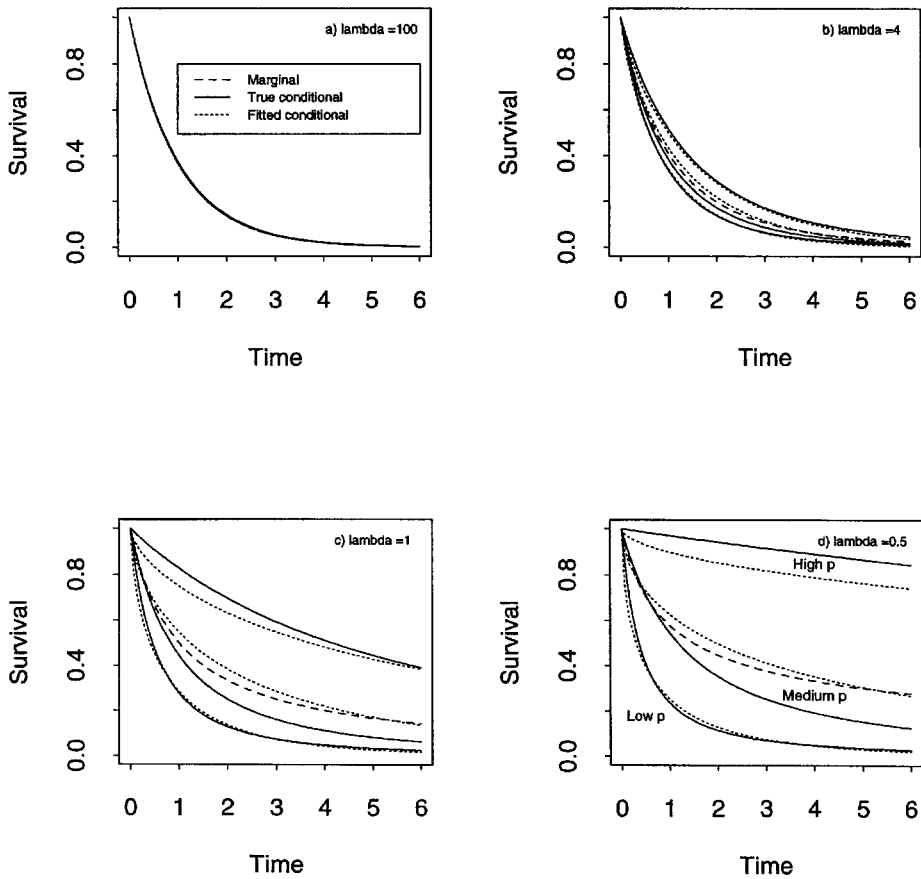 a) lambda =100
Marginal
True conditional
Fitted conditional
Survival
0.8
0.4
0.0
0 1 2 3 4 5 6
Time
b) lambda =4
Survival
0.8
0.4
0.0
0 1 2 3 4 5 6
Time
c) lambda =1
Survival
0.8
0.4
0.0
0 1 2 3 4 5 6
Time
d) lambda =0.5
High p
Medium p
Low p
Survival
0.8
0.4
0.0
0 1 2 3 4 5 6
Time